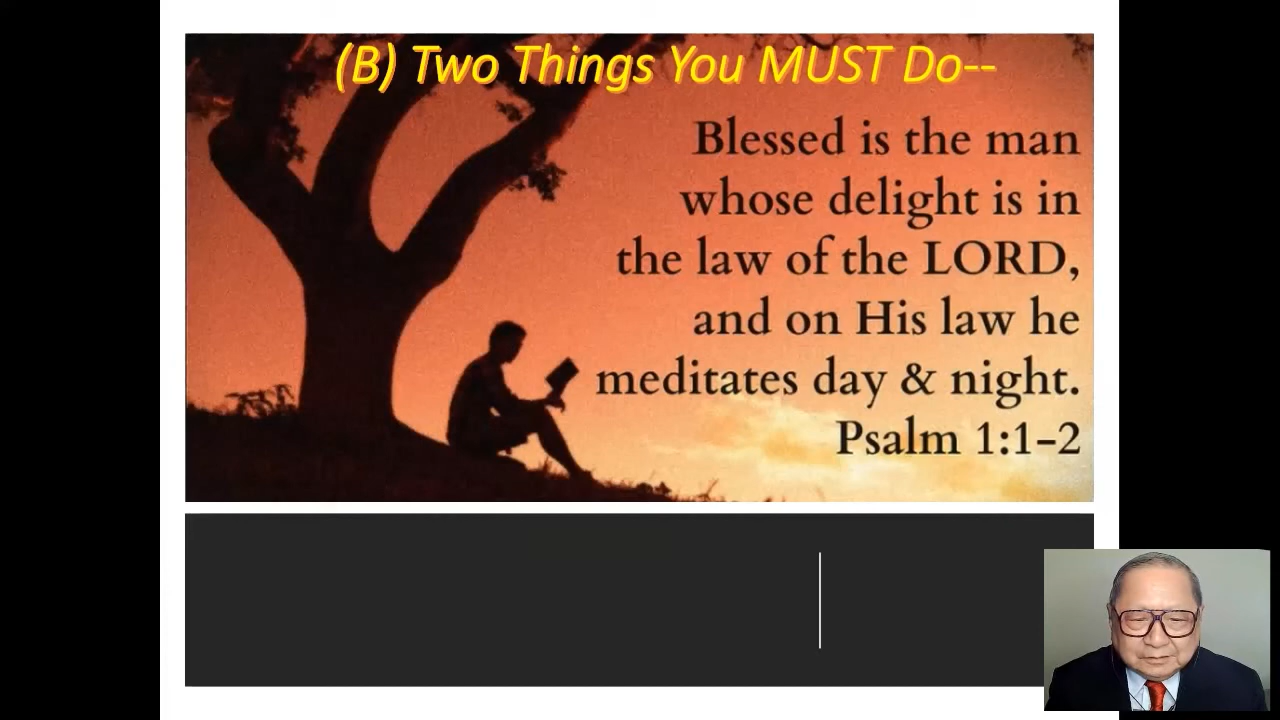 (B) Two Things You MUST Do--
Blessed is the man
whose delight is in
the law of the LORD,
and on His law he
meditates day & night.
Psalm 1:1-2